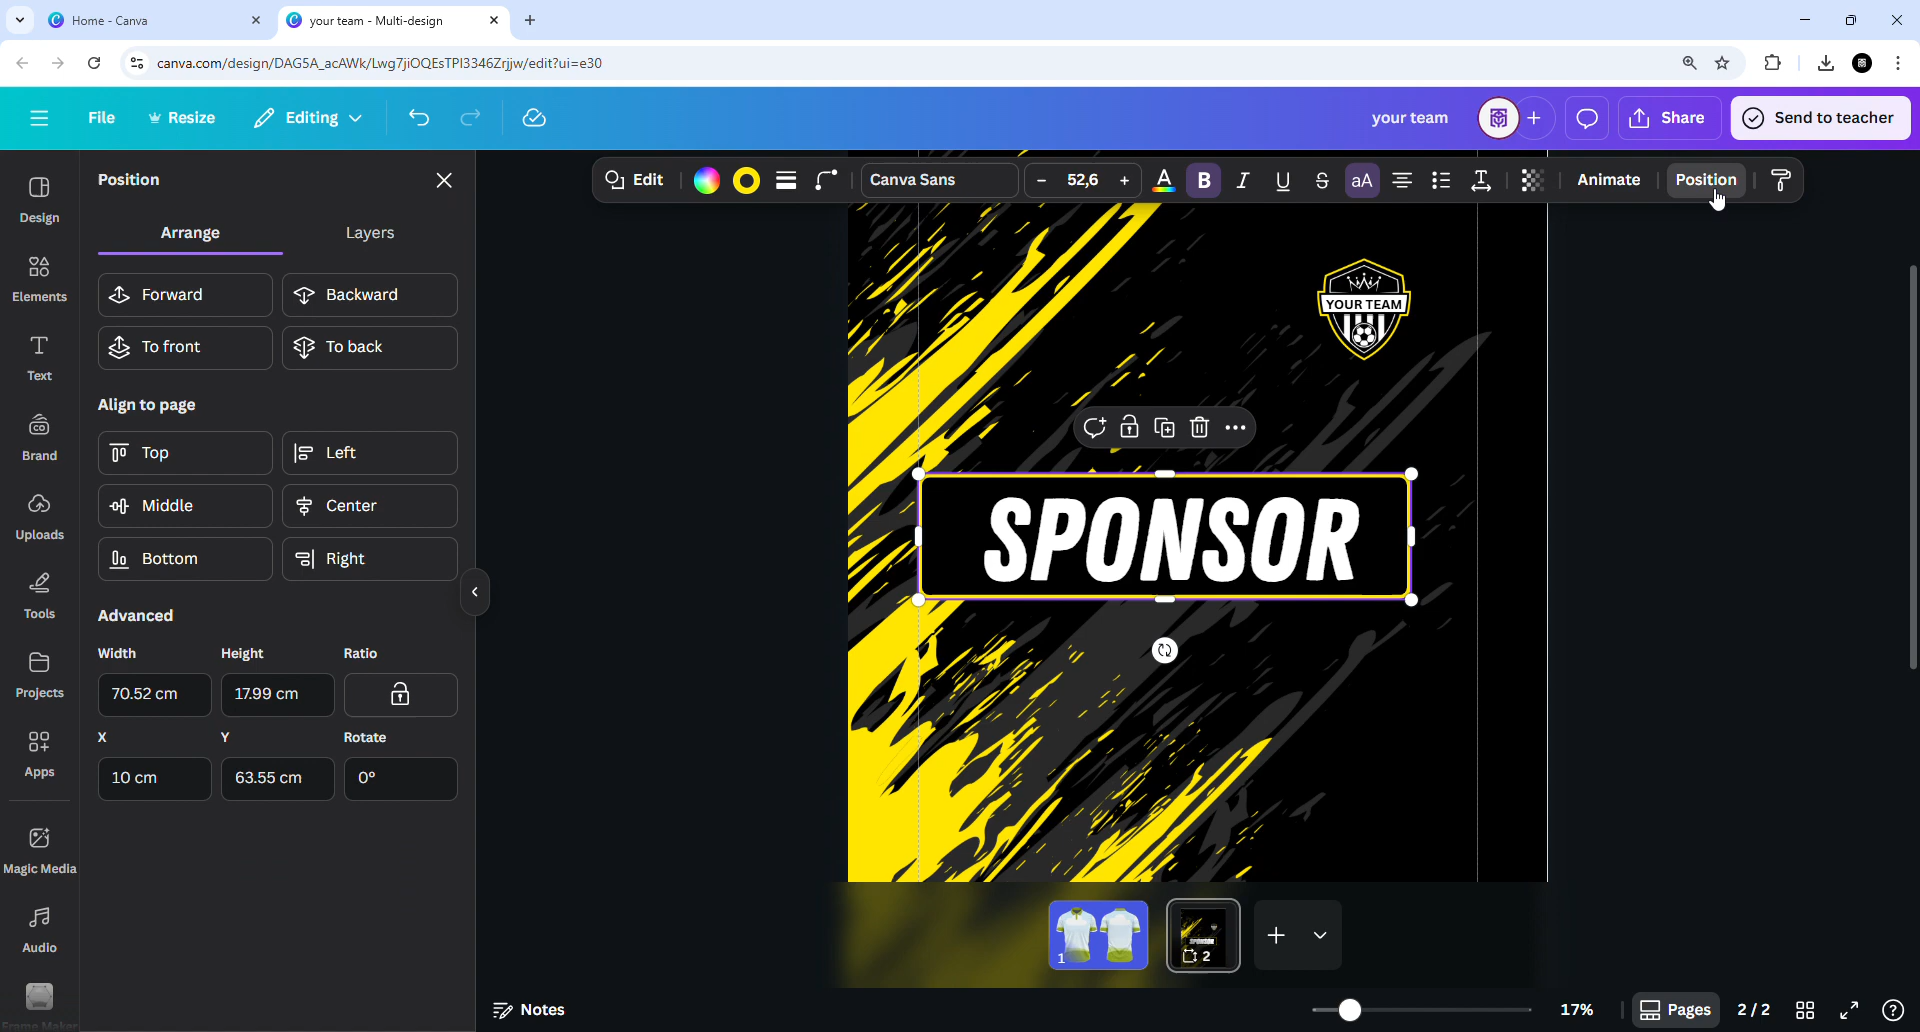 Home - Canva
your team - Multi-design
canva.com/design/DAG5A_acAWk/Lwg7jiOQEsTPI3346Zrjjw/edit?ui=e30
File
Resize
Editing
your team
Share
Send to teacher
Design
Elements
Text
Brand
Uploads
Tools
Projects
Apps
Magic Media
Audio
Position
Arrange
Layers
Forward
Backward
To front
To back
Align to page
Top
Left
Middle
Center
Bottom
Right
Advanced
Width
Height
Ratio
70.52 cm
17.99 cm
X
Y
Rotate
10 cm
63.55 cm
0°
Edit
Canva Sans
- 52,6 +
A
B
I
U
S
aA
Animate
Position
YOUR TEAM
SPONSOR
1
SPONSOR
2
Notes
17%
Pages
2 / 2